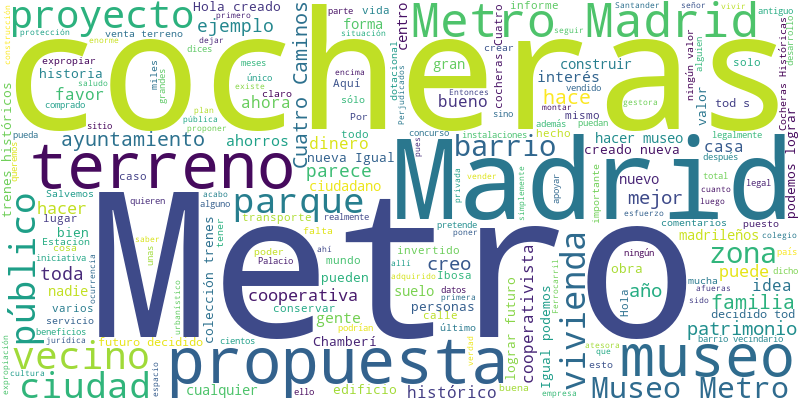 proyecto
Hola creado
primero
ejemplo
venta terreno
parte
vida
forma
situación
centro
Metro Madrid
informe
hace
Santander
señor
vivir
antiguo
seguir
construir
interés
ningún valor
dotacional
alguien
solo
desarrollo
cocheras
construcción
protección
enorme
expropiar
dices
dejar
historia
favor
saludo
miles
grandes
único
existe
meses
claro
ahora
encima
Aquí
sólo
Por
Cuatro Caminos
gran
bueno
crear
cocheras Cuatro
Perjudicados
Entonces
vendido
mismo
valor
gestora
montar
puedan
tod s
Cocheras Históricas
trenes históricos
pueda
comprado
sitio
plan
pública
proponer
ayuntamiento
ahorros
todo
dinero
nueva Igual
parece
ciudadano
sino
además
concurso
instalaciones
hecho
pues
barrio
hacer museo
creado nueva
legalmente
después
casa
podemos lograr
terreno
caso
Madrid
público
queremos
Salvemos
quieren
acabo
alguno
parque
privada
vender
apoyar
simplemente
importante
nuevo
mejor
total
cuanto
luego
legal
puesto
esfuerzo
colegio
hacer
lugar
bien
Estación
cosa
iniciativa
ocurrencia
saber
unas
transporte
realmente
falta
ahí
tener
pretende
poner
comentarios
madrileños
zona
país
Metro
toda
nadie
varios
servicio
beneficios
jurídica
urbanístico
colección trenes
poder
Palacio
invertido
mundo
pueden
allí
adquirido
creo
Ibosa
suelo
datos
primera
cooperativista
ningún
obra
Ferrocarril
vivienda
Hola
año
puede
mucha
afueras
sido
dicho
idea
decidido tod
familia
patrimonio
cooperativa
conservar
gente
personas
calle
último
lograr futuro
Igual podemos
barrio vecindario
que
esto
atesora
vecino
futuro decidido
Chamberí
podrían
verdad
expropiación
cultura
ciudad
espacio
propuesta
cientos
cualquier
ello
edificio
histórico
buena
empresa
Museo Metro
museo